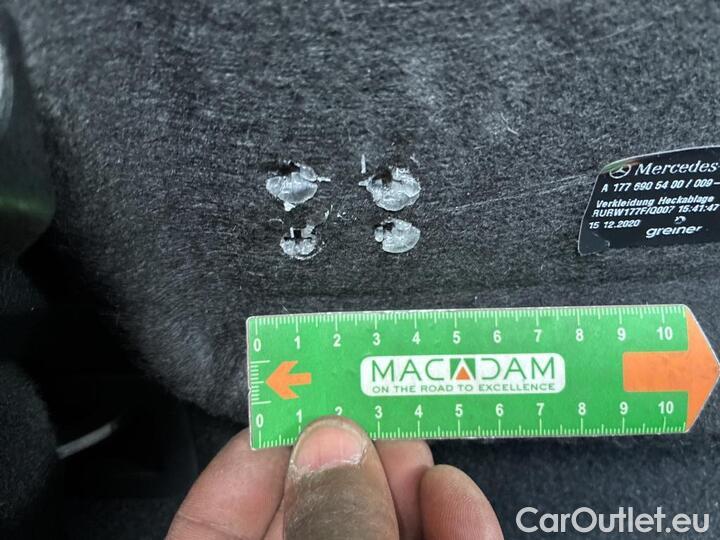 Mercedes-
A 177 690 54 00 / 009-
Verkleidung Heckablage
RURW177F/Q007 15:41:47
15 12.2020
greiner
0 1 2 3 4 5 6 7 8 9 10
MACADAM
ON THE ROAD TO EXCELLENCE
0 1 2 3 4 5 6 7 8 9 10
CarOutlet.eu